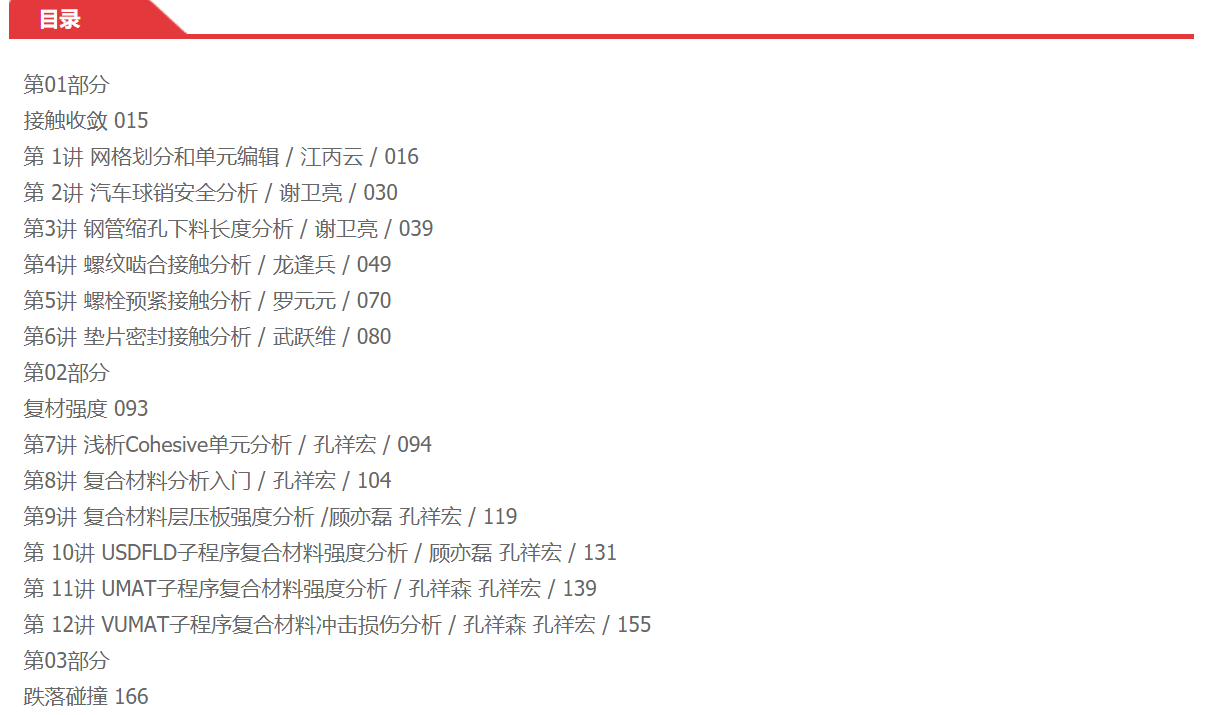 目录
第01部分
接触收敛 015
第 1讲 网格划分和单元编辑 / 江丙云 / 016
第 2讲 汽车球销安全分析 / 谢卫亮 / 030
第3讲 钢管缩孔下料长度分析 / 谢卫亮 / 039
第4讲 螺纹啮合接触分析 / 龙逢兵 / 049
第5讲 螺栓预紧接触分析 / 罗元元 / 070
第6讲 垫片密封接触分析 / 武跃维 / 080
第02部分
复材强度 093
第7讲 浅析Cohesive单元分析 / 孔祥宏 / 094
第8讲 复合材料分析入门 / 孔祥宏 / 104
第9讲 复合材料层压板强度分析 /顾亦磊 孔祥宏 / 119
第 10讲 USDFLD子程序复合材料强度分析 / 顾亦磊 孔祥宏 / 131
第 11讲 UMAT子程序复合材料强度分析 / 孔祥森 孔祥宏 / 139
第 12讲 VUMAT子程序复合材料冲击损伤分析 / 孔祥森 孔祥宏 / 155
第03部分
跌落碰撞 166